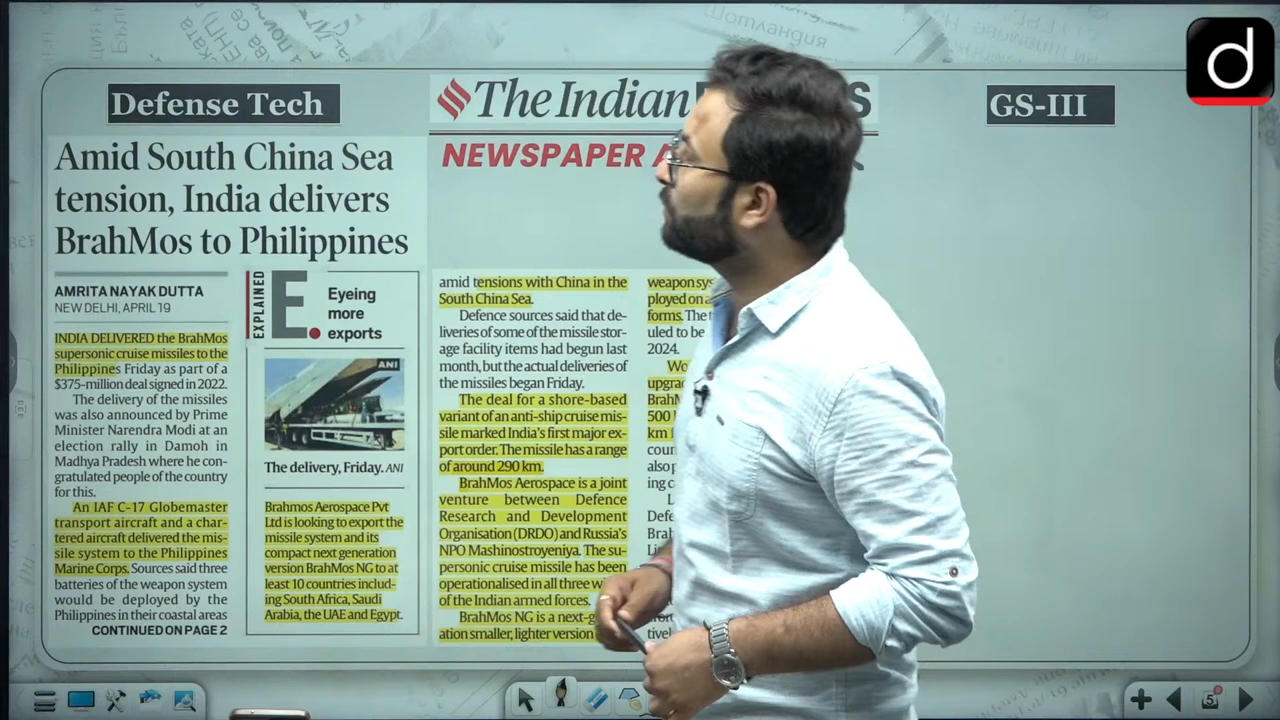 Defense Tech
The Indian
GS-III
NEWSPAPER
Amid South China Sea
tension, India delivers
BrahMos to Philippines
AMRITA NAYAK DUTTA
NEW DELHI, APRIL 19
INDIA DELIVERED the BrahMos
supersonic cruise missiles to the
Philippines Friday as part of a
$375-million deal signed in 2022.
The delivery of the missiles
was also announced by Prime
Minister Narendra Modi at an
election rally in Damoh in
Madhya Pradesh where he con-
gratulated people of the country
for this.
An IAF C-17 Globemaster
transport aircraft and a char-
tered aircraft delivered the mis-
sile system to the Philippines
Marine Corps. Sources said three
batteries of the weapon system
would be deployed by the
Philippines in their coastal areas
CONTINUED ON PAGE 2
EXPLAINED
E.
Eyeing
more
exports
ANI
The delivery, Friday. ANI
Brahmos Aerospace Pvt
Ltd is looking to export the
missile system and its
compact next generation
version BrahMos NG to at
least 10 countries includ-
ing South Africa, Saudi
Arabia, the UAE and Egypt.
amid tensions with China in the
South China Sea.
Defence sources said that de-
liveries of some of the missile stor-
age facility items had begun last
month, but the actual deliveries of
the missiles began Friday.
The deal for a shore-based
variant of an anti-ship cruise mis-
sile marked India's first major ex-
port order. The missile has a range
of around 290 km.
BrahMos Aerospace is a joint
venture between Defence
Research and Development
Organisation (DRDO) and Russia's
NPO Mashinostroyeniya. The su-
personic cruise missile has been
operationalised in all three
of the Indian armed forces.
BrahMos NG is a next-
ation smaller, lighter version
weapon
ployed on
forms. The
uled to be
2024.
500
km
also
d
5